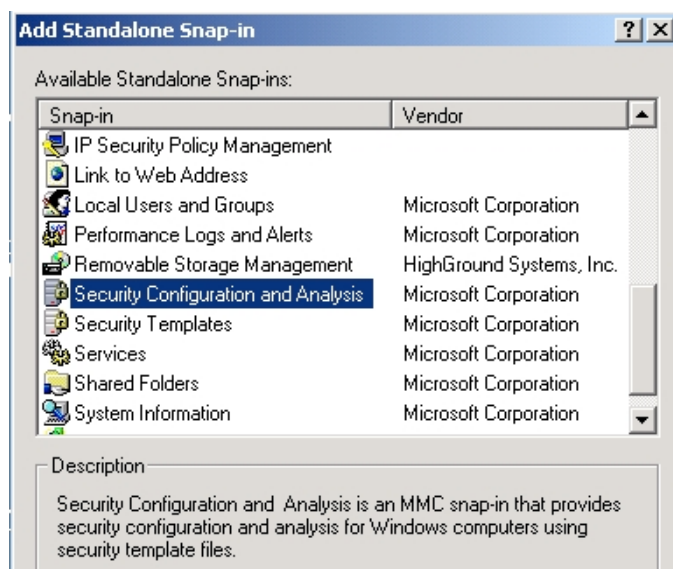 Add Standalone Snap-in
Available Standalone Snap-ins:
Snap-in Vendor
IP Security Policy Management
Link to Web Address
Local Users and Groups Microsoft Corporation
Performance Logs and Alerts Microsoft Corporation
Removable Storage Management HighGround Systems, Inc.
Security Configuration and Analysis Microsoft Corporation
Security Templates Microsoft Corporation
Services Microsoft Corporation
Shared Folders Microsoft Corporation
System Information Microsoft Corporation
Description
Security Configuration and Analysis is an MMC snap-in that provides
security configuration and analysis for Windows computers using
security template files.